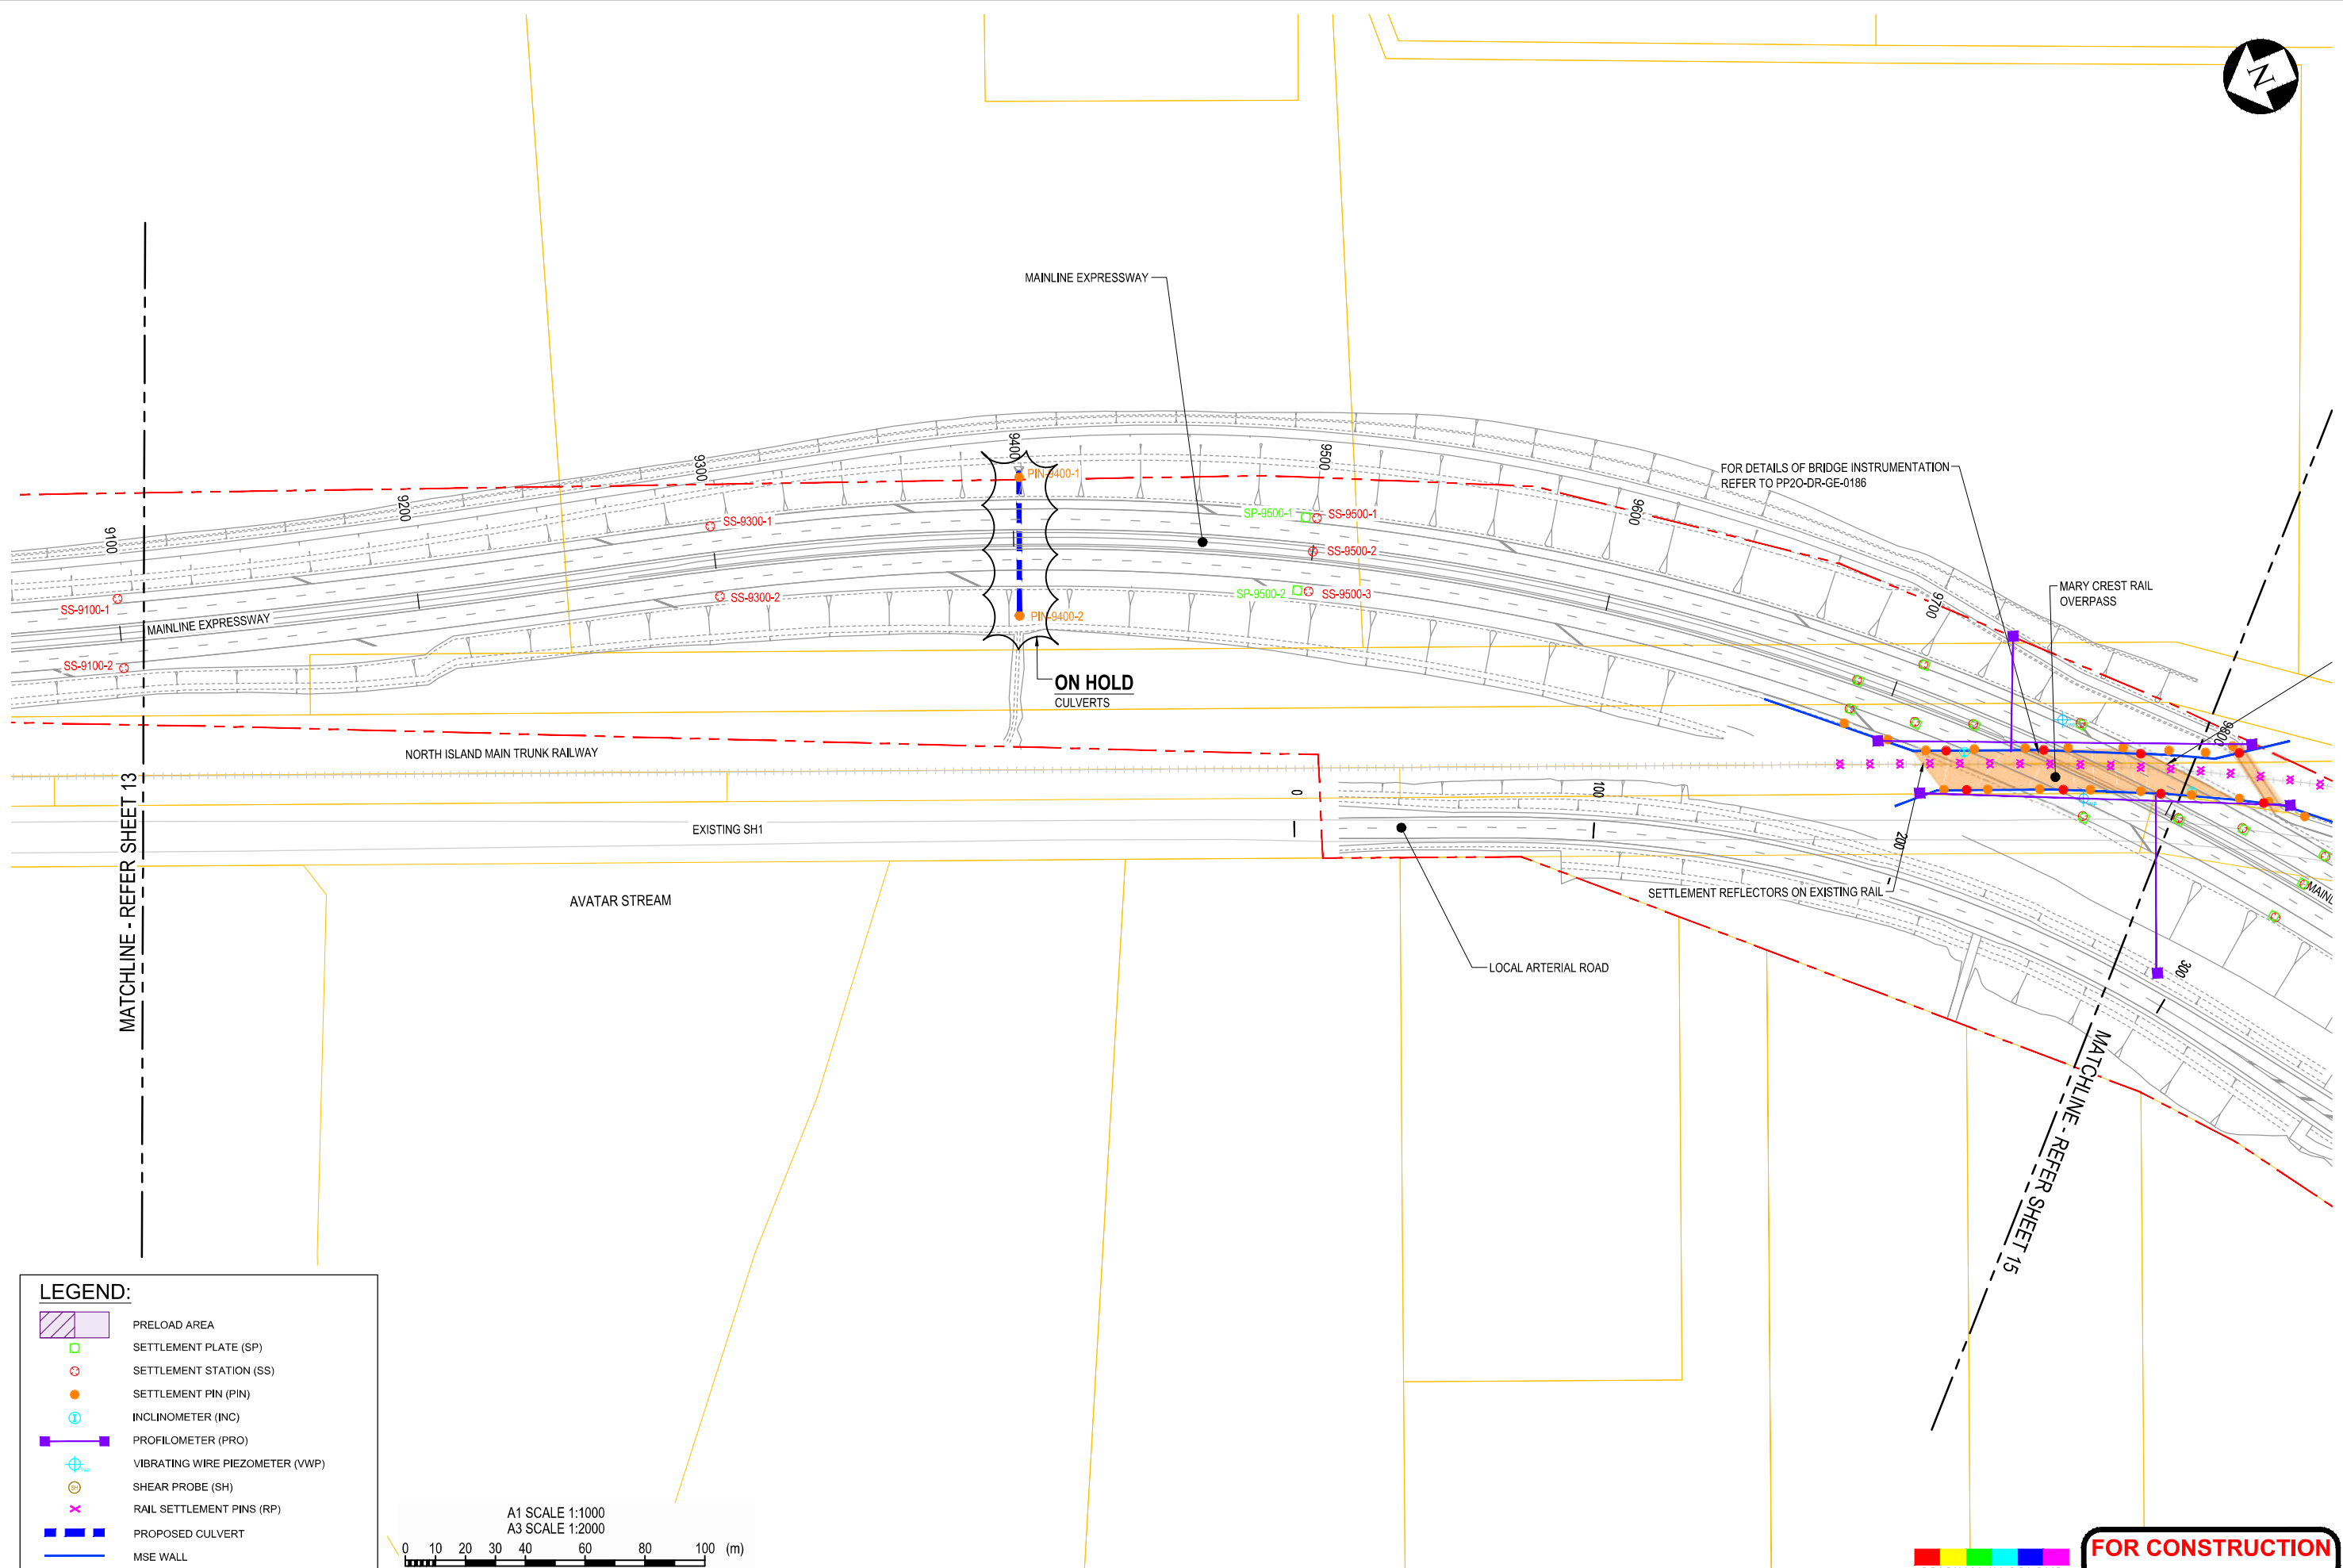 N
MAINLINE EXPRESSWAY
9400
9300
9500
9200
9100
9600
9700
9800
PIN-9400-1
FOR DETAILS OF BRIDGE INSTRUMENTATION
REFER TO PP2O-DR-GE-0186
SS-9300-1
SP-9500-1
SS-9500-1
SS-9500-2
SS-9100-1
SS-9300-2
SP-9500-2
SS-9500-3
MARY CREST RAIL
OVERPASS
MAINLINE EXPRESSWAY
PIN-9400-2
SS-9100-2
ON HOLD
CULVERTS
NORTH ISLAND MAIN TRUNK RAILWAY
0
100
200
300
EXISTING SH1
SETTLEMENT REFLECTORS ON EXISTING RAIL
AVATAR STREAM
LOCAL ARTERIAL ROAD
MATCHLINE - REFER SHEET 13
MATCHLINE - REFER SHEET 15
LEGEND:
PRELOAD AREA
SETTLEMENT PLATE (SP)
SETTLEMENT STATION (SS)
SETTLEMENT PIN (PIN)
INCLINOMETER (INC)
PROFILOMETER (PRO)
VIBRATING WIRE PIEZOMETER (VWP)
SH
SHEAR PROBE (SH)
RAIL SETTLEMENT PINS (RP)
PROPOSED CULVERT
MSE WALL
A1 SCALE 1:1000
A3 SCALE 1:2000
0 10 20 30 40 60 80 100 (m)
FOR CONSTRUCTION